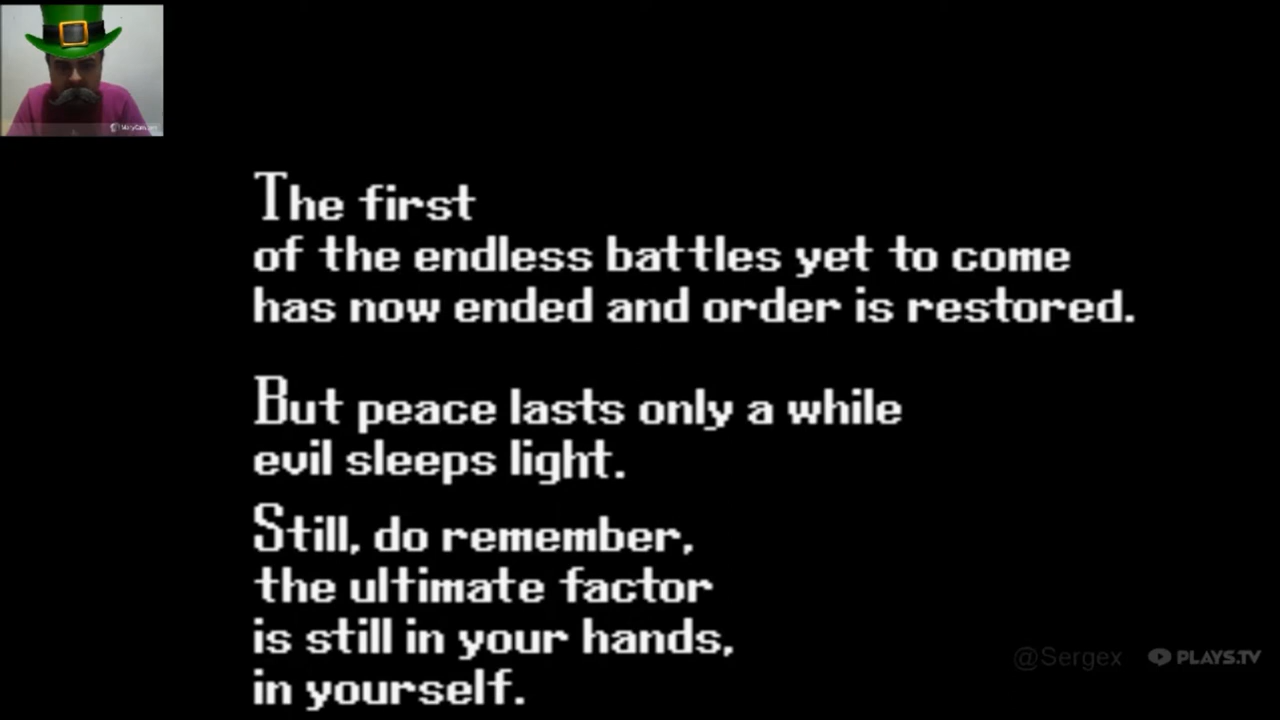 The first
of the endless battles yet to come
has now ended and order is restored.
But peace lasts only a while
evil sleeps light.
Still, do remember,
the ultimate factor
is still in your hands,
in yourself.
@Sergex
PLAYS.TV